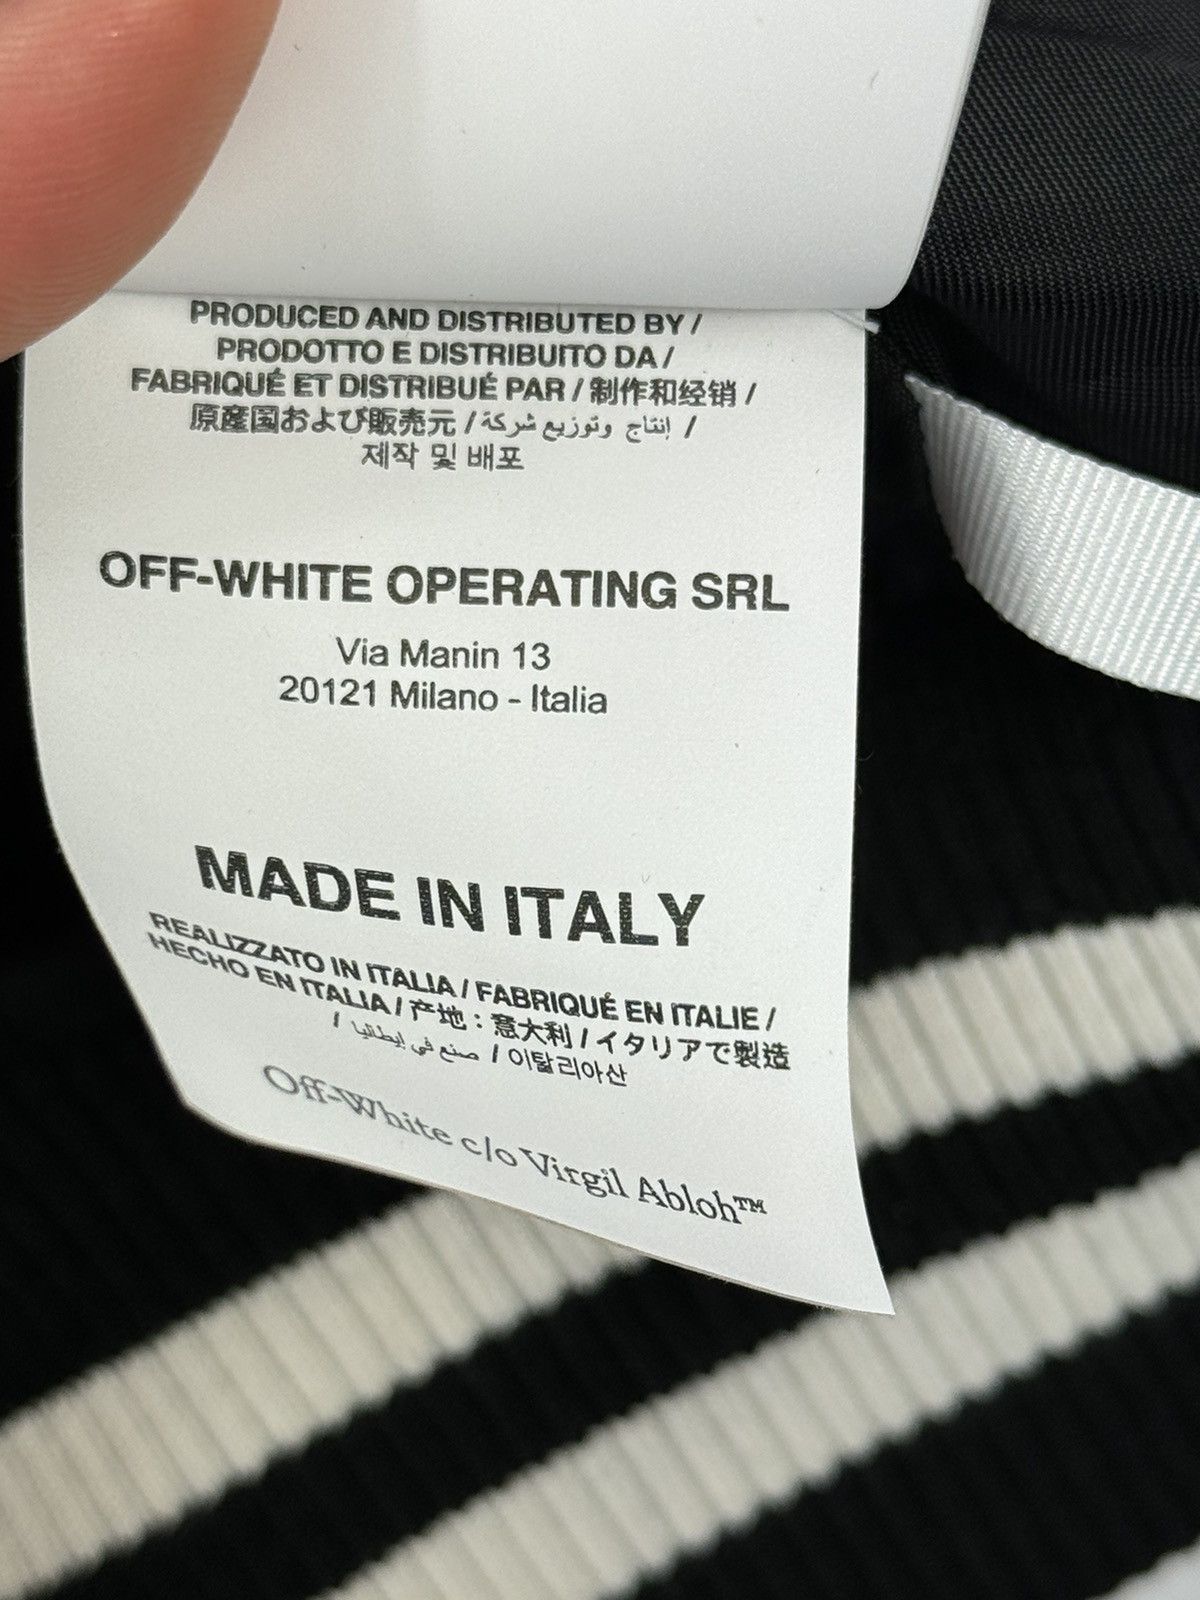 PRODUCED AND DISTRIBUTED BY /
PRODOTTO E DISTRIBUITO DA /
FABRIQUÉ ET DISTRIBUÉ PAR / 制作和经销 /
原産国および販売元 / إنتاج وتوزيع شركة /
제작 및 배포
OFF-WHITE OPERATING SRL
Via Manin 13
20121 Milano - Italia
MADE IN ITALY
REALIZZATO IN ITALIA / FABRIQUÉ EN ITALIE /
HECHO EN ITALIA / 产地：意大利 / イタリアで製造
/ صنع في إيطاليا / 이탈리아산
Off-White c/o Virgil Abloh™